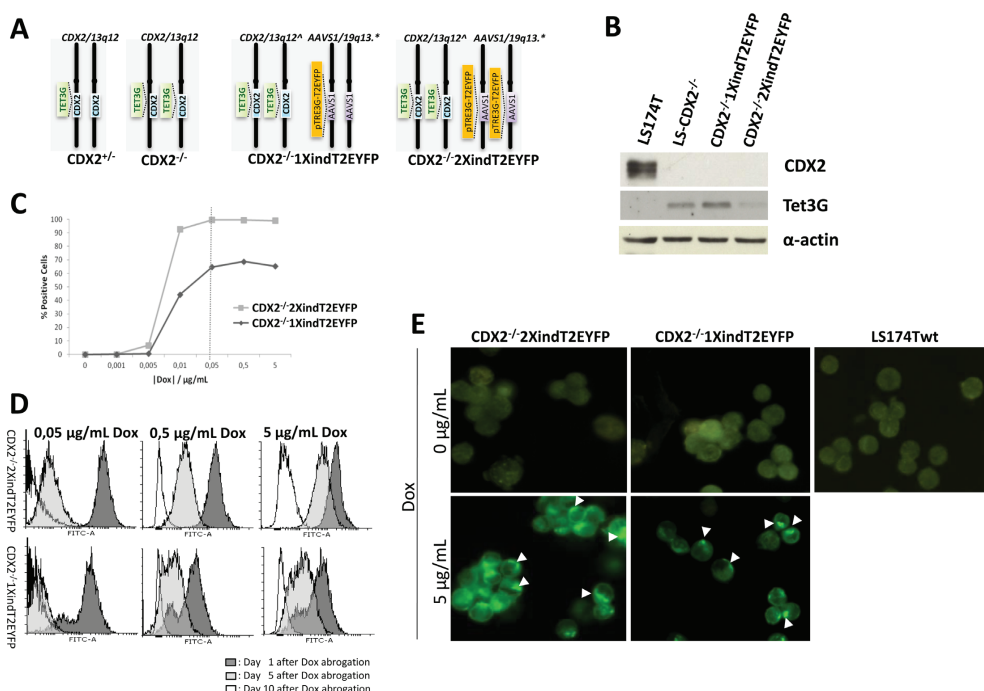 A
CDX2/13q12
CDX2/13q12
CDX2/13q12^ AAVS1/19q13.*
CDX2/13q12^ AAVS1/19q13.*
TET3G
CDX2
CDX2
TET3G
CDX2
TET3G
CDX2
TET3G
CDX2
TET3G
CDX2
pTRE3G-T2EYFP
AAVS1
AAVS1
TET3G
CDX2
TET3G
CDX2
pTRE3G-T2EYFP
AAVS1
pTRE3G-T2EYFP
AAVS1
CDX2+/-
CDX2-/-
CDX2-/-1XindT2EYFP
CDX2-/-2XindT2EYFP
B
LS174T
LS-CDX2-/-
CDX2-/-1XindT2EYFP
CDX2-/-2XindT2EYFP
CDX2
Tet3G
α-actin
C
% Positive Cells
100
90
80
70
60
50
40
30
20
10
0
0 0,001 0,005 0,01 0,05 0,5 5
|Dox| / µg/mL
CDX2-/-2XindT2EYFP
CDX2-/-1XindT2EYFP
D
0,05 µg/mL Dox 0,5 µg/mL Dox 5 µg/mL Dox
CDX2-/-2XindT2EYFP
FITC-A FITC-A FITC-A
CDX2-/-1XindT2EYFP
FITC-A FITC-A FITC-A
: Day 1 after Dox abrogation
: Day 5 after Dox abrogation
: Day 10 after Dox abrogation
E
CDX2-/-2XindT2EYFP CDX2-/-1XindT2EYFP LS174Twt
Dox
0 µg/mL
5 µg/mL